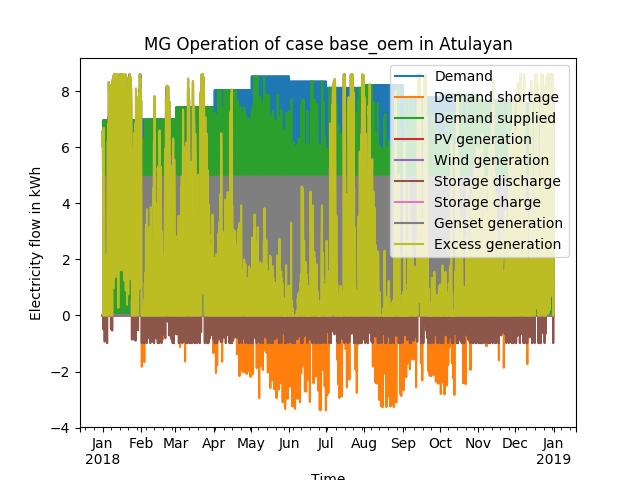 MG Operation of case base_oem in Atulayan
Electricity flow in kWh
8
6
4
2
0
−2
−4
Demand
Demand shortage
Demand supplied
PV generation
Wind generation
Storage discharge
Storage charge
Genset generation
Excess generation
Jan Feb Mar Apr May Jun Jul Aug Sep Oct Nov Dec Jan
2018 2019
Time